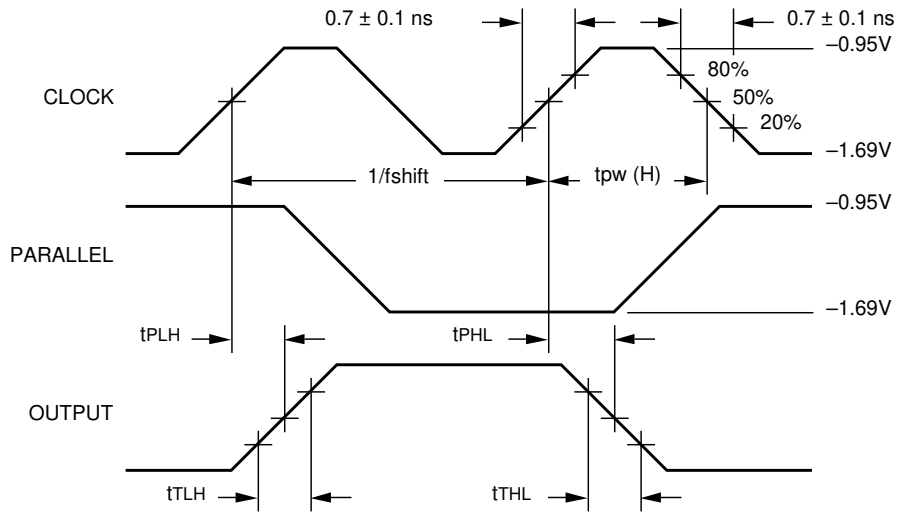 0.7 ± 0.1 ns
0.7 ± 0.1 ns
–0.95V
80%
CLOCK
50%
20%
–1.69V
1/fshift
tpw (H)
–0.95V
PARALLEL
–1.69V
tPLH
tPHL
OUTPUT
tTLH
tTHL